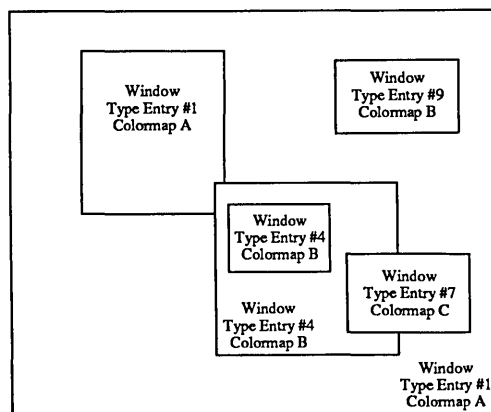 Window
Type Entry #1
Colormap A
Window
Type Entry #9
Colormap B
Window
Type Entry #4
Colormap B
Window
Type Entry #7
Colormap C
Window
Type Entry #4
Colormap B
Window
Type Entry #1
Colormap A